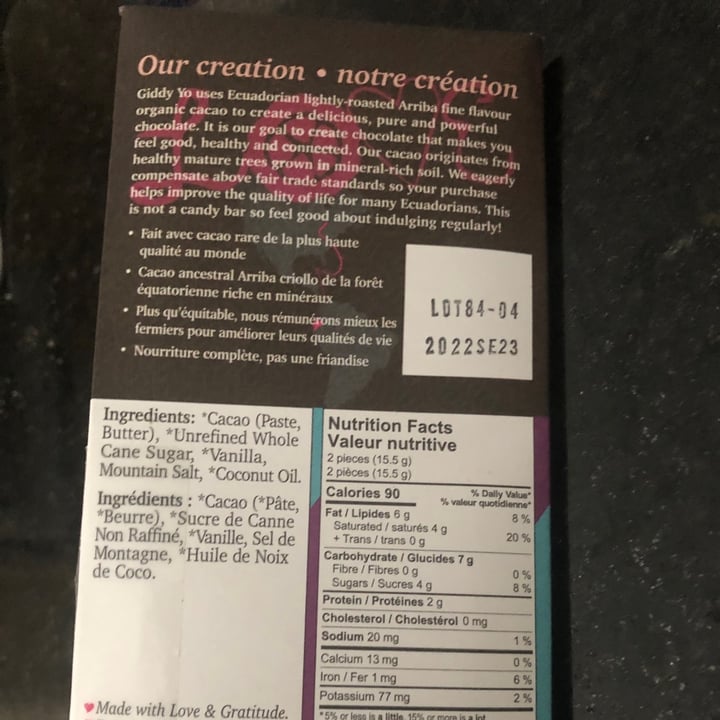 Our creation • notre création
Giddy Yo uses Ecuadorian lightly-roasted Arriba fine flavour
organic cacao to create a delicious, pure and powerful
chocolate. It is our goal to create chocolate that makes you
feel good, healthy and connected. Our cacao originates from
healthy mature trees grown in mineral-rich soil. We eagerly
compensate above fair trade standards so your purchase
helps improve the quality of life for many Ecuadorians. This
is not a candy bar so feel good about indulging regularly!
• Fait avec cacao rare de la plus haute
qualité au monde
• Cacao ancestral Arriba criollo de la forêt
équatorienne riche en minéraux
• Plus qu'équitable, nous rémunérons mieux les
fermiers pour améliorer leurs qualités de vie
• Nourriture complète, pas une friandise
LOT84-04
2022SE23
Ingredients: *Cacao (Paste,
Butter), *Unrefined Whole
Cane Sugar, *Vanilla,
Mountain Salt, *Coconut Oil.
Ingrédients : *Cacao (*Pâte,
*Beurre), *Sucre de Canne
Non Raffiné, *Vanille, Sel de
Montagne, *Huile de Noix
de Coco.
Made with Love & Gratitude.
Nutrition Facts
Valeur nutritive
2 pieces (15.5 g)
2 pièces (15.5 g)
Calories 90
% Daily Value*
% valeur quotidienne*
Fat / Lipides 6 g 8 %
Saturated / saturés 4 g
+ Trans / trans 0 g 20 %
Carbohydrate / Glucides 7 g
Fibre / Fibres 0 g 0 %
Sugars / Sucres 4 g 8 %
Protein / Protéines 2 g
Cholesterol / Cholestérol 0 mg
Sodium 20 mg 1 %
Calcium 13 mg 0 %
Iron / Fer 1 mg 6 %
Potassium 77 mg 2 %
*5% or less is a little, 15% or more is a lot